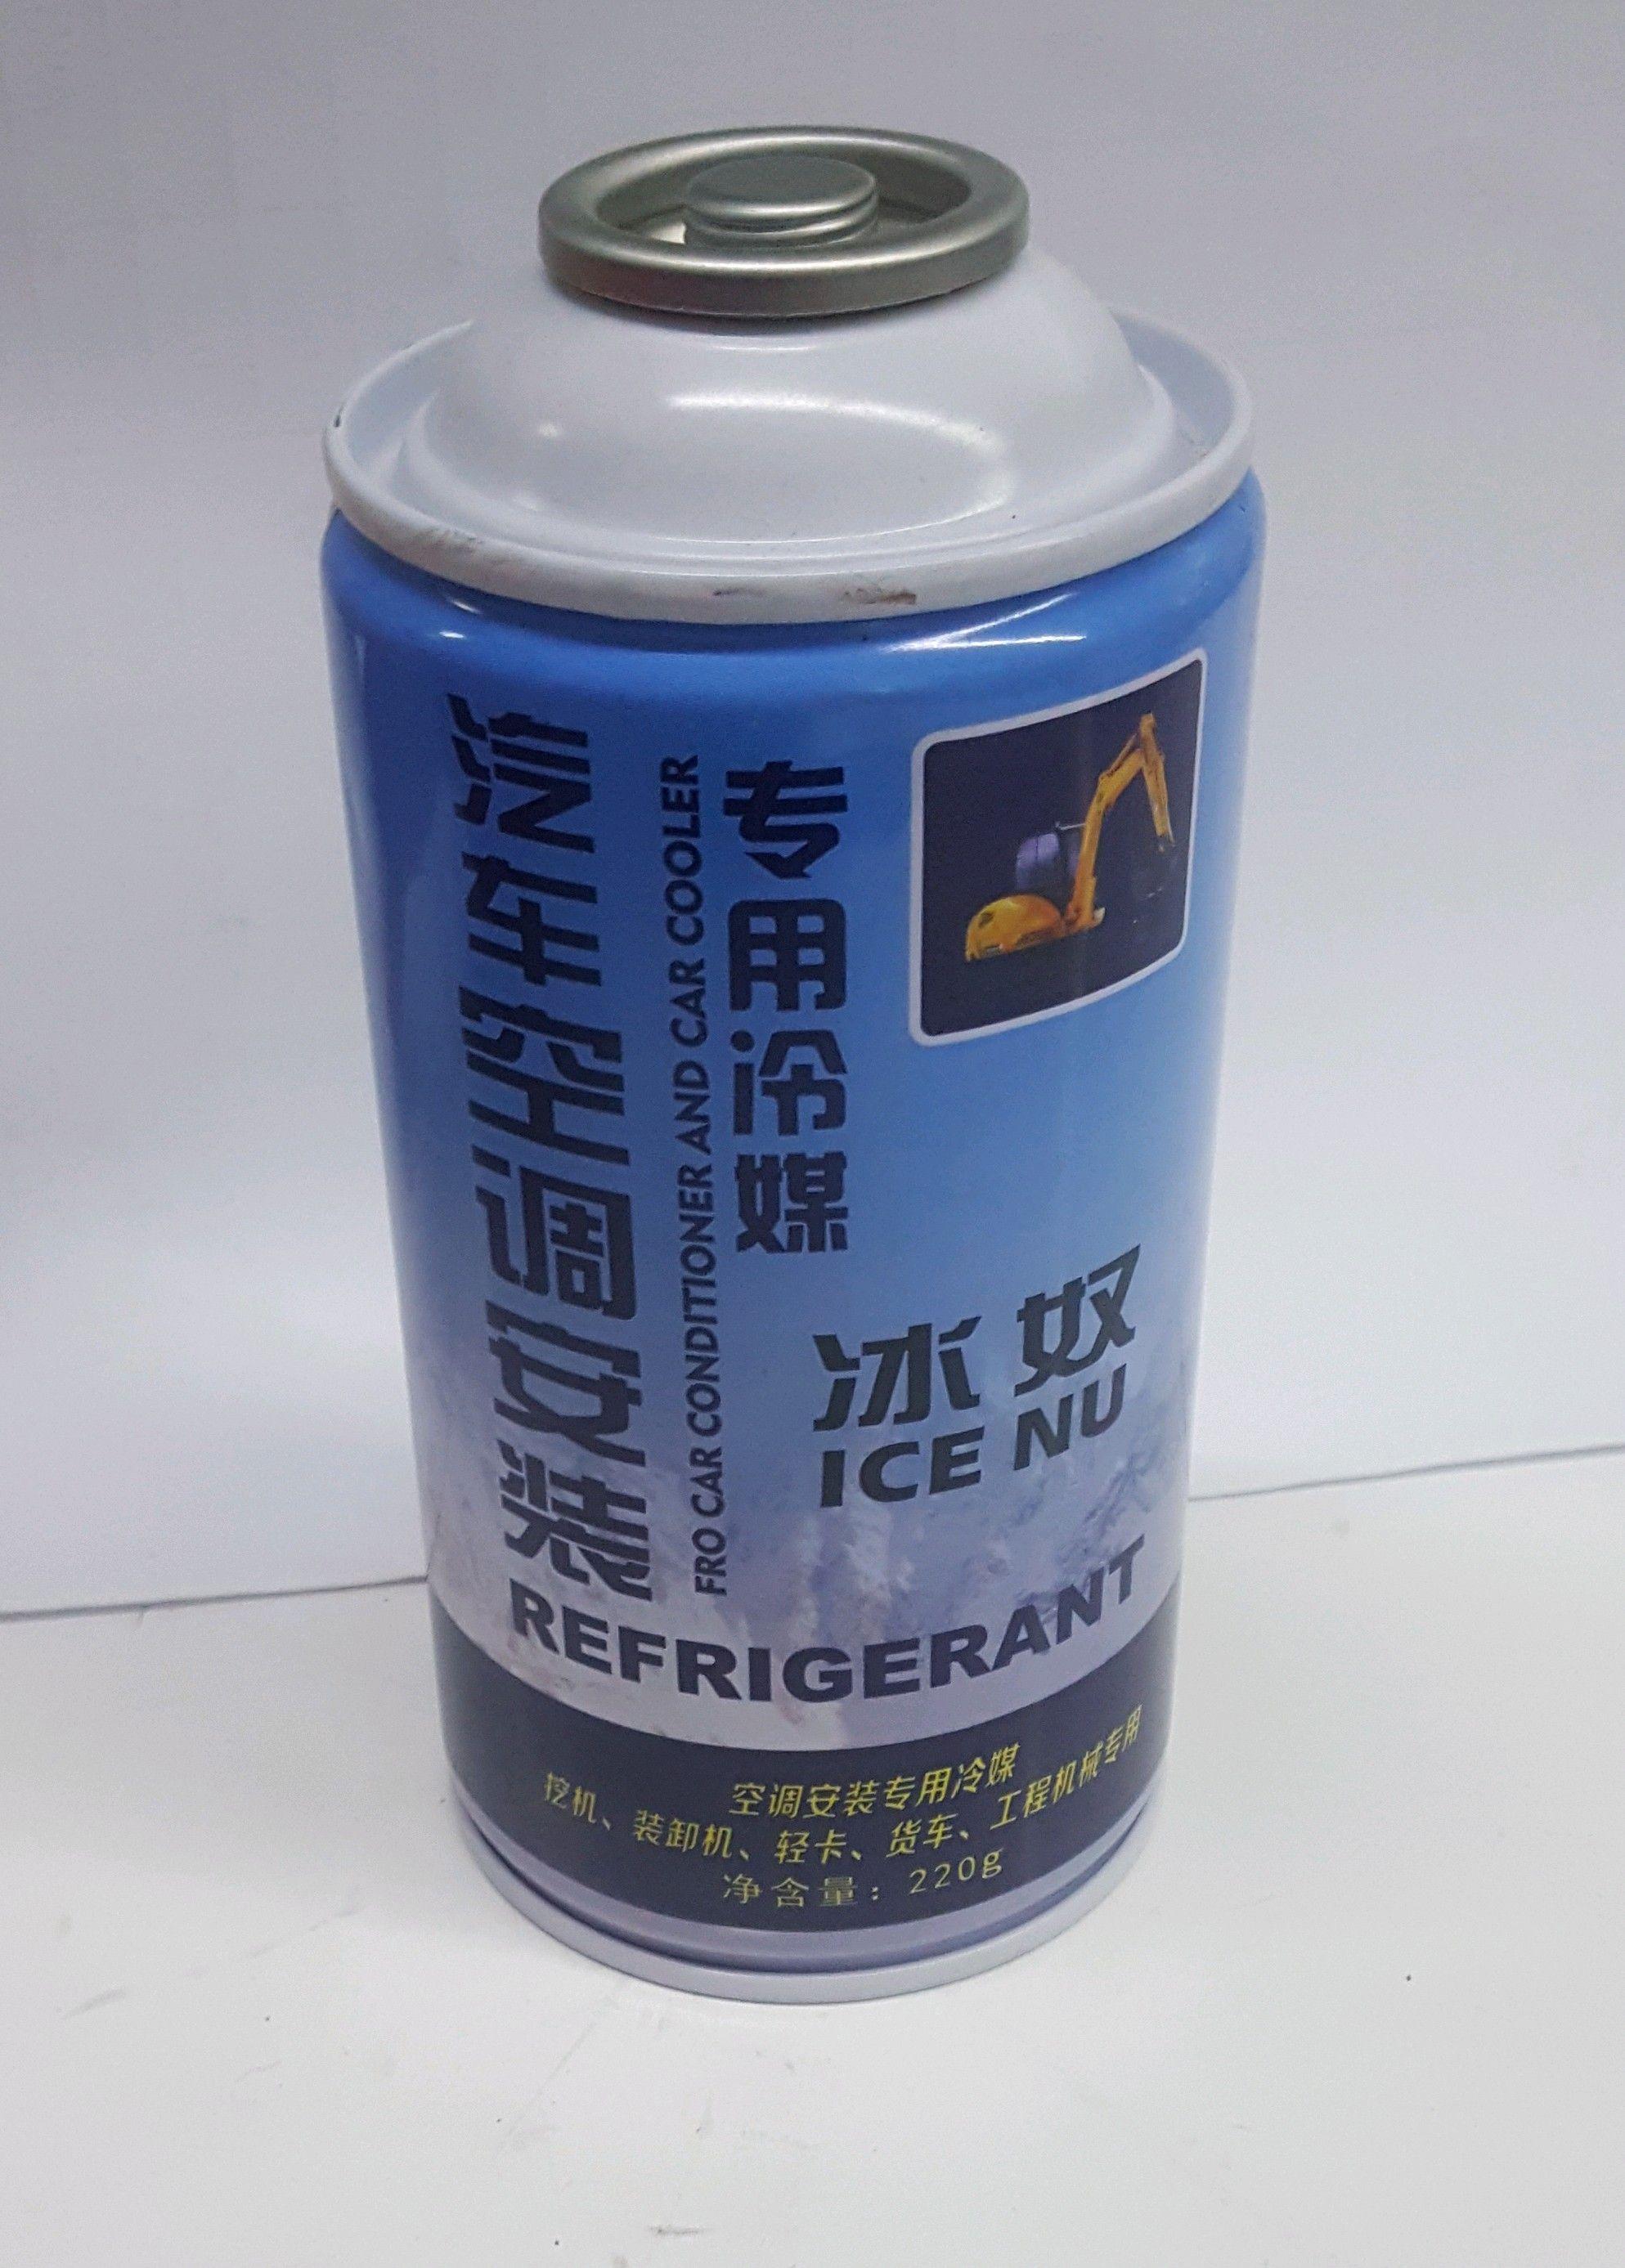 汽车空调安装
FRO CAR CONDITIONER AND CAR COOLER
专用冷媒
冰奴
ICE NU
REFRIGERANT
空调安装专用冷媒
挖机、装卸机、轻卡、货车、工程机械专用
净含量：220g